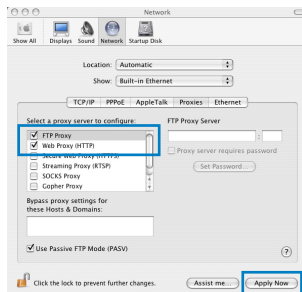 Network
Show All
Displays
Sound
Network
Startup Disk
Location: Automatic
Show: Built-in Ethernet
TCP/IP
PPPoE
AppleTalk
Proxies
Ethernet
Select a proxy server to configure:
FTP Proxy Server
FTP Proxy
:
Web Proxy (HTTP)
Secure Web Proxy (HTTPS)
Proxy server requires password
Streaming Proxy (RTSP)
Set Password...
SOCKS Proxy
Gopher Proxy
Bypass proxy settings for
these Hosts & Domains:
Use Passive FTP Mode (PASV)
?
Click the lock to prevent further changes.
Assist me...
Apply Now